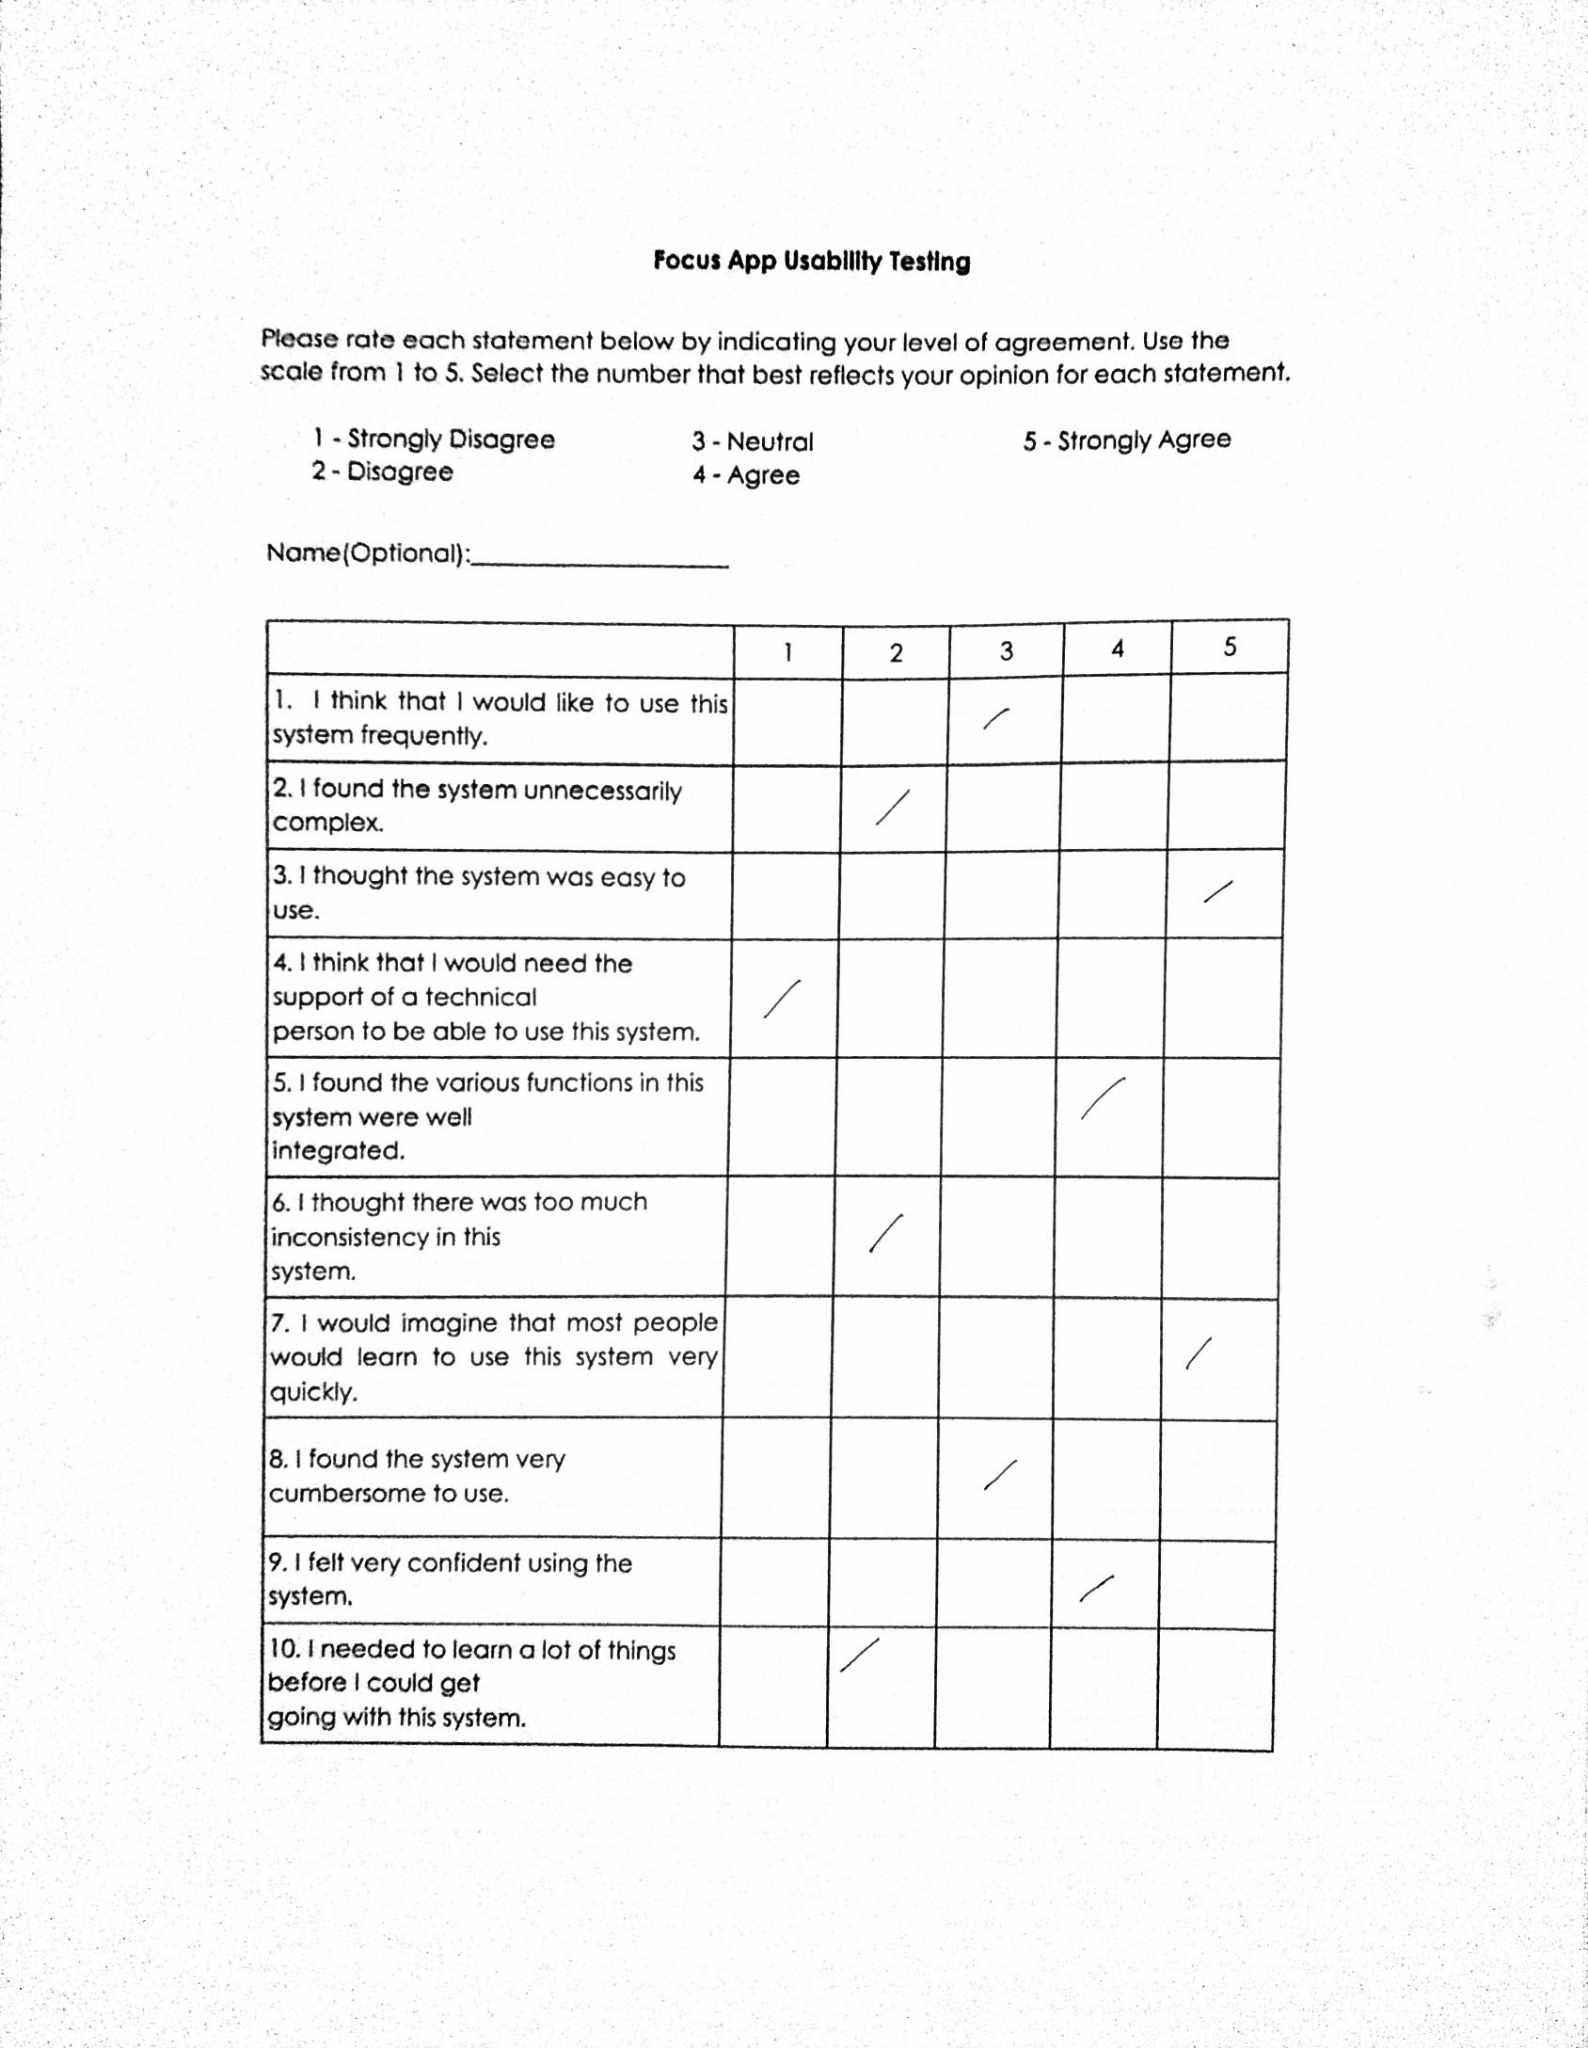 Focus App Usability Testing
Please rate each statement below by indicating your level of agreement. Use the
scale from 1 to 5. Select the number that best reflects your opinion for each statement.
1 - Strongly Disagree
2 - Disagree
3 - Neutral
4 - Agree
5 - Strongly Agree
Name(Optional):
1 2 3 4 5
1. I think that I would like to use this
system frequently.
/
2. I found the system unnecessarily
complex.
/
3. I thought the system was easy to
use.
/
4. I think that I would need the
support of a technical
person to be able to use this system.
/
5. I found the various functions in this
system were well
integrated.
/
6. I thought there was too much
inconsistency in this
system.
/
7. I would imagine that most people
would learn to use this system very
quickly.
/
8. I found the system very
cumbersome to use.
/
9. I felt very confident using the
system.
/
10. I needed to learn a lot of things
before I could get
going with this system.
/